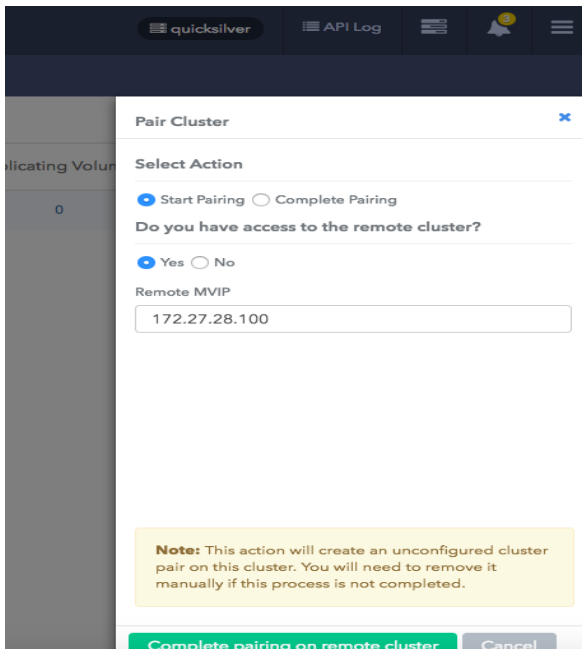 quicksilver
API Log
3
Pair Cluster
Select Action
Start Pairing
Complete Pairing
Do you have access to the remote cluster?
Yes
No
Remote MVIP
172.27.28.100
Note: This action will create an unconfigured cluster
pair on this cluster. You will need to remove it
manually if this process is not completed.
Complete pairing on remote cluster
Cancel
licating Volum
0